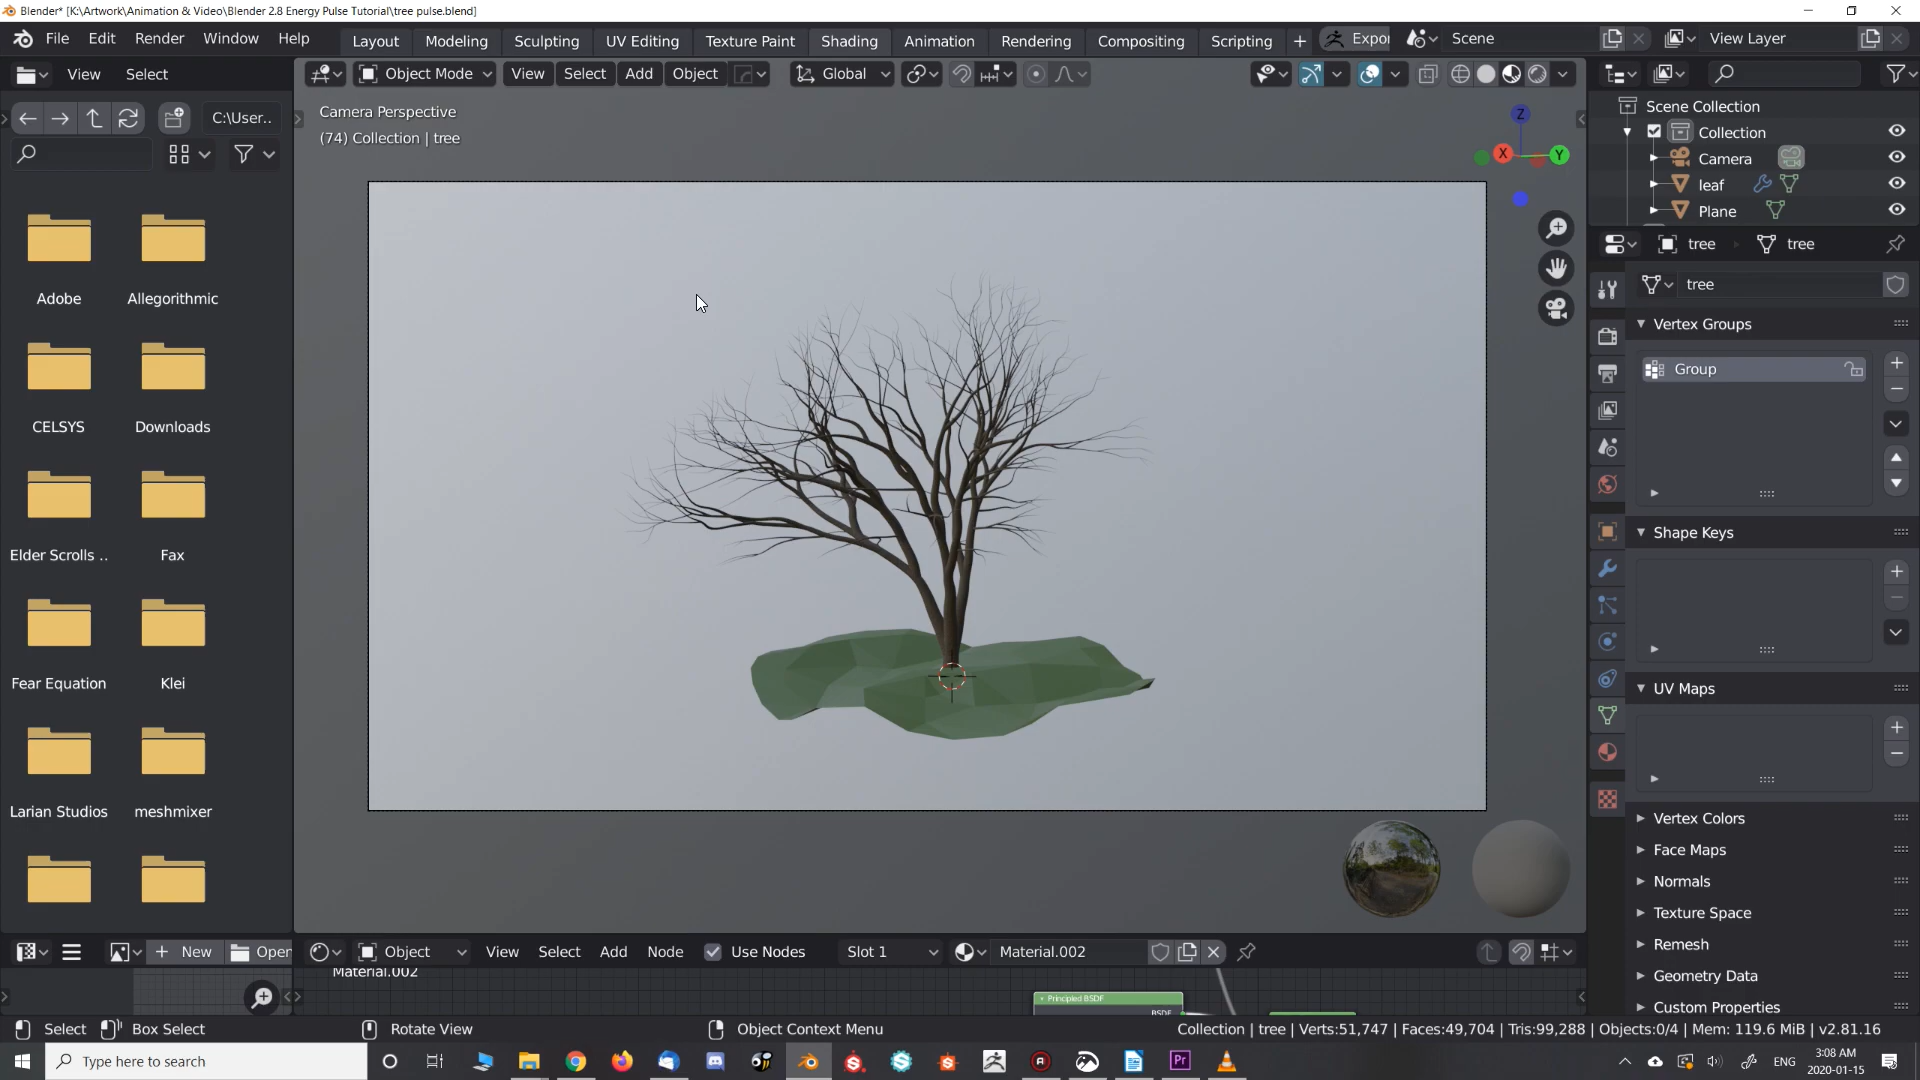 Blender* [K:\Artwork\Animation & Video\Blender 2.8 Energy Pulse Tutorial\tree pulse.blend]
File Edit Render Window Help
Layout Modeling Sculpting UV Editing Texture Paint Shading Animation Rendering Compositing Scripting
Scene
View Layer
View Select
Object Mode View Select Add Object Global
C:\User..
Camera Perspective
(74) Collection | tree
Z
X
Y
Adobe Allegorithmic
CELSYS Downloads
Elder Scrolls .. Fax
Fear Equation Klei
Larian Studios meshmixer
Scene Collection
Collection
Camera
leaf
Plane
tree tree
tree
Vertex Groups
Group
Shape Keys
UV Maps
Vertex Colors
Face Maps
Normals
Texture Space
Remesh
Geometry Data
Custom Properties
New Oper
Object View Select Add Node Use Nodes Slot 1 Material.002
Material.002
Principled BSDF
BSDF
Select Box Select Rotate View Object Context Menu
Collection | tree | Verts:51,747 | Faces:49,704 | Tris:99,288 | Objects:0/4 | Mem: 119.6 MiB | v2.81.16
Type here to search
Pr
ENG
3:08 AM
2020-01-15